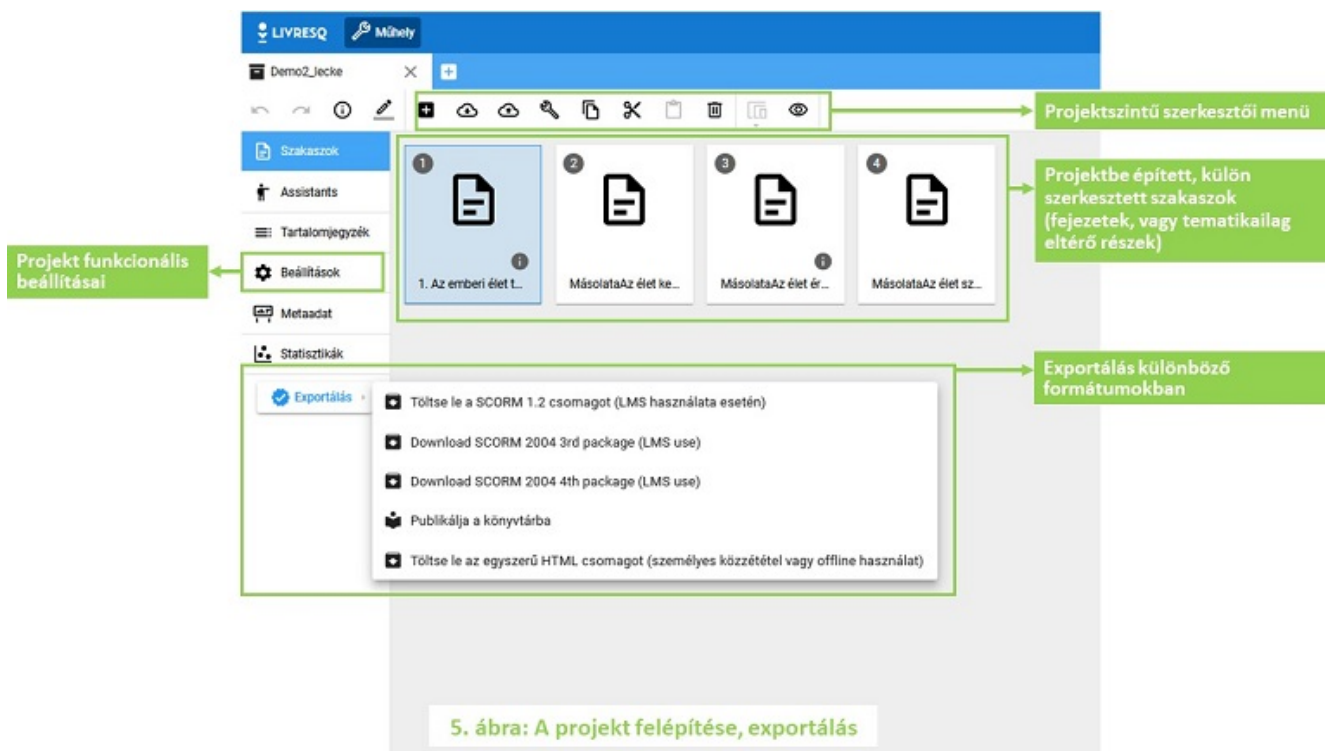 LIVRESQ Műhely
Demo2_lecke
Projektszintű szerkesztői menü
Szakaszok
Assistants
Tartalomjegyzék
Beállítások
Metaadat
Statisztikák
Exportálás
Projekt funkcionális
beállításai
1
2
3
4
1. Az emberi élet t...
MásolataAz élet ke...
MásolataAz élet ér...
MásolataAz élet sz...
Projektbe épített, külön
szerkesztett szakaszok
(fejezetek, vagy tematikailag
eltérő részek)
Exportálás különböző
formátumokban
Töltse le a SCORM 1.2 csomagot (LMS használata esetén)
Download SCORM 2004 3rd package (LMS use)
Download SCORM 2004 4th package (LMS use)
Publikálja a könyvtárba
Töltse le az egyszerű HTML csomagot (személyes közzététel vagy offline használat)
5. ábra: A projekt felépítése, exportálás